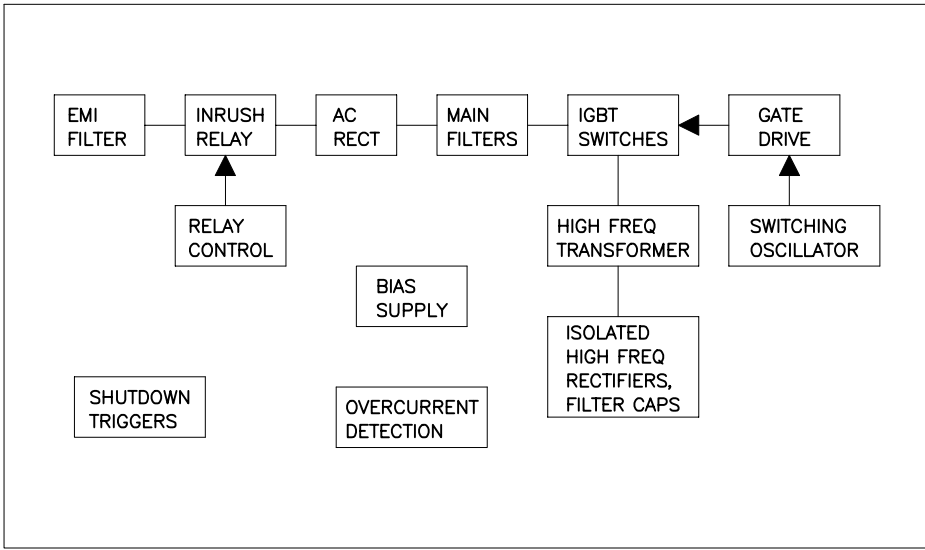 EMI
FILTER
INRUSH
RELAY
AC
RECT
MAIN
FILTERS
IGBT
SWITCHES
GATE
DRIVE
RELAY
CONTROL
HIGH FREQ
TRANSFORMER
SWITCHING
OSCILLATOR
BIAS
SUPPLY
ISOLATED
HIGH FREQ
RECTIFIERS,
FILTER CAPS
SHUTDOWN
TRIGGERS
OVERCURRENT
DETECTION